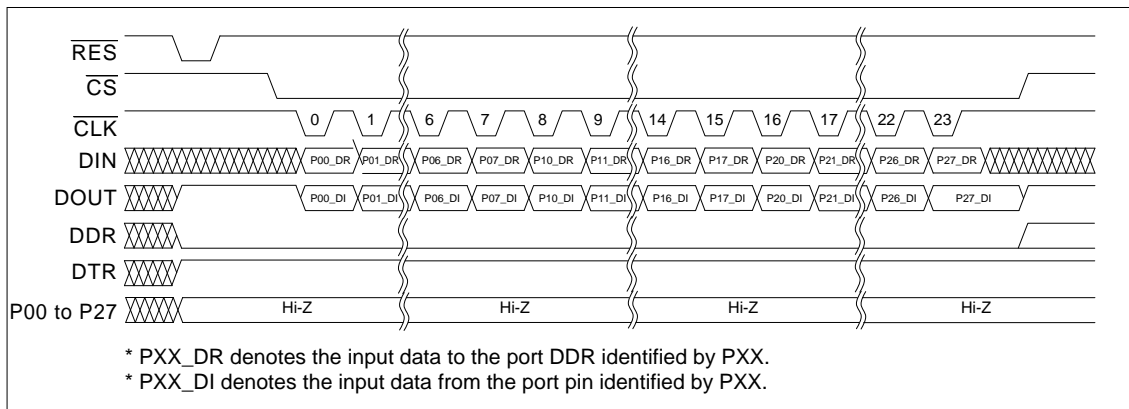 RES
CS
CLK 0 1 6 7 8 9 14 15 16 17 22 23
DIN P00_DR P01_DR P06_DR P07_DR P10_DR P11_DR P16_DR P17_DR P20_DR P21_DR P26_DR P27_DR
DOUT P00_DI P01_DI P06_DI P07_DI P10_DI P11_DI P16_DI P17_DI P20_DI P21_DI P26_DI P27_DI
DDR
DTR
P00 to P27 Hi-Z Hi-Z Hi-Z Hi-Z
* PXX_DR denotes the input data to the port DDR identified by PXX.
* PXX_DI denotes the input data from the port pin identified by PXX.